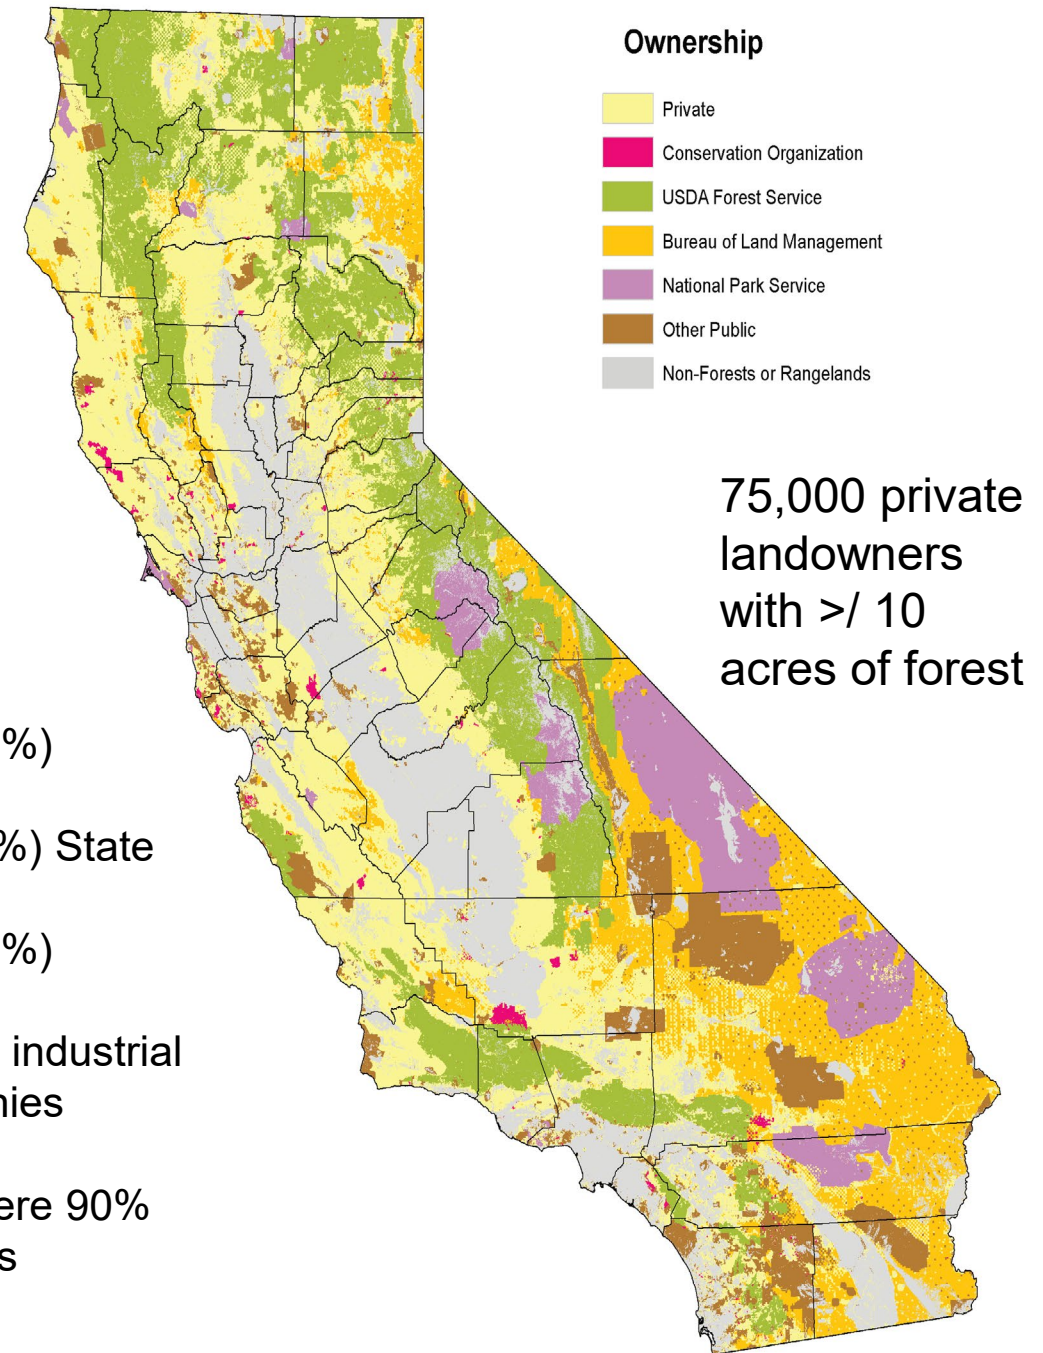 Ownership
Private
Conservation Organization
USDA Forest Service
Bureau of Land Management
National Park Service
Other Public
Non-Forests or Rangelands
75,000 private
landowners
with >/ 10
acres of forest
%)
%) State
%)
industrial
nies
ere 90%
s